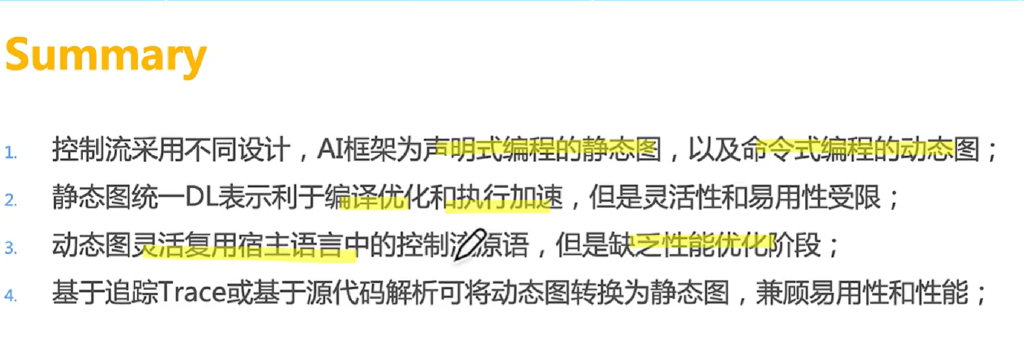 Summary
1. 控制流采用不同设计，AI框架为声明式编程的静态图，以及命令式编程的动态图；
2. 静态图统一DL表示利于编译优化和执行加速，但是灵活性和易用性受限；
3. 动态图灵活复用宿主语言中的控制流原语，但是缺乏性能优化阶段；
4. 基于追踪Trace或基于源代码解析可将动态图转换为静态图，兼顾易用性和性能；